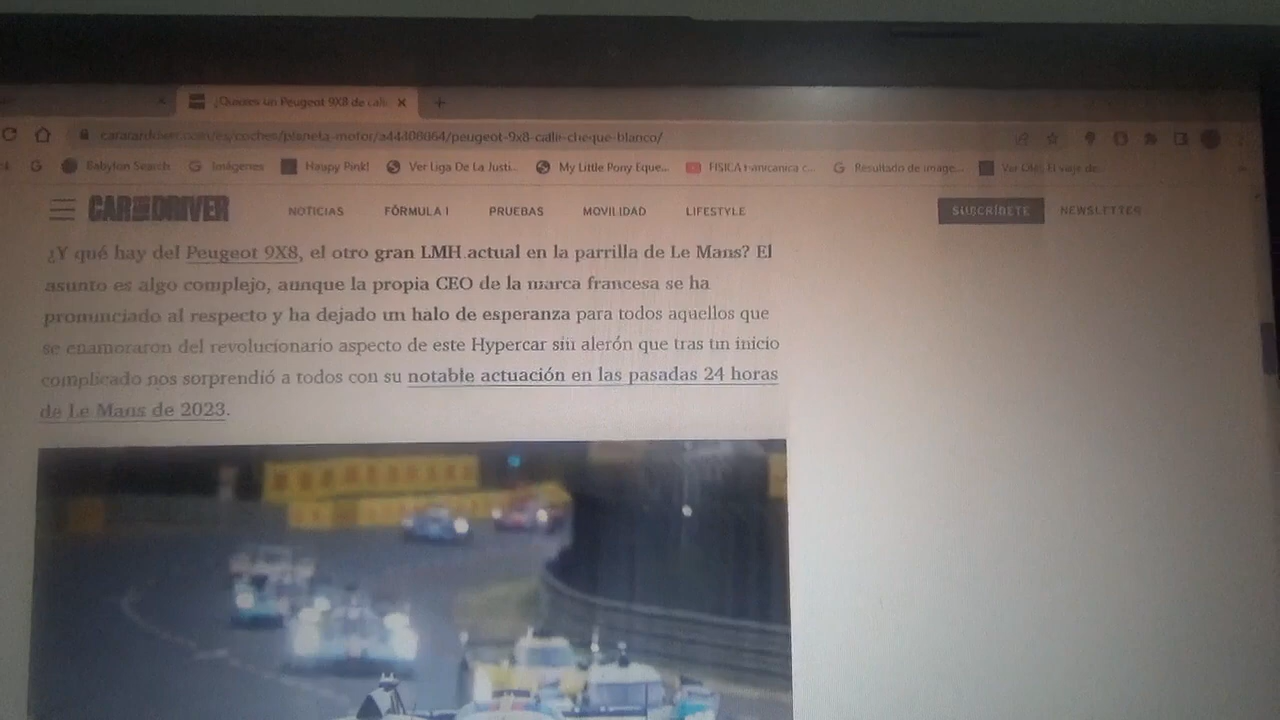 ¿Quieres un Peugeot 9X8 de calle
caranddriver.com/es/coches/planeta-motor/a44408064/peugeot-9x8-calle-cheque-blanco/
Babylon Search Imágenes Happy Pink! Ver Liga De La Justi... My Little Pony Eque... FISICA Resultado de image... Ver El viaje de...
CAR AND DRIVER NOTICIAS FÓRMULA 1 PRUEBAS MOVILIDAD LIFESTYLE SUSCRÍBETE NEWSLETTER
¿Y qué hay del Peugeot 9X8, el otro gran LMH actual en la parrilla de Le Mans? El
asunto es algo complejo, aunque la propia CEO de la marca francesa se ha
pronunciado al respecto y ha dejado un halo de esperanza para todos aquellos que
se enamoraron del revolucionario aspecto de este Hypercar sin alerón que tras un inicio
complicado nos sorprendió a todos con su notable actuación en las pasadas 24 horas
de Le Mans de 2023.